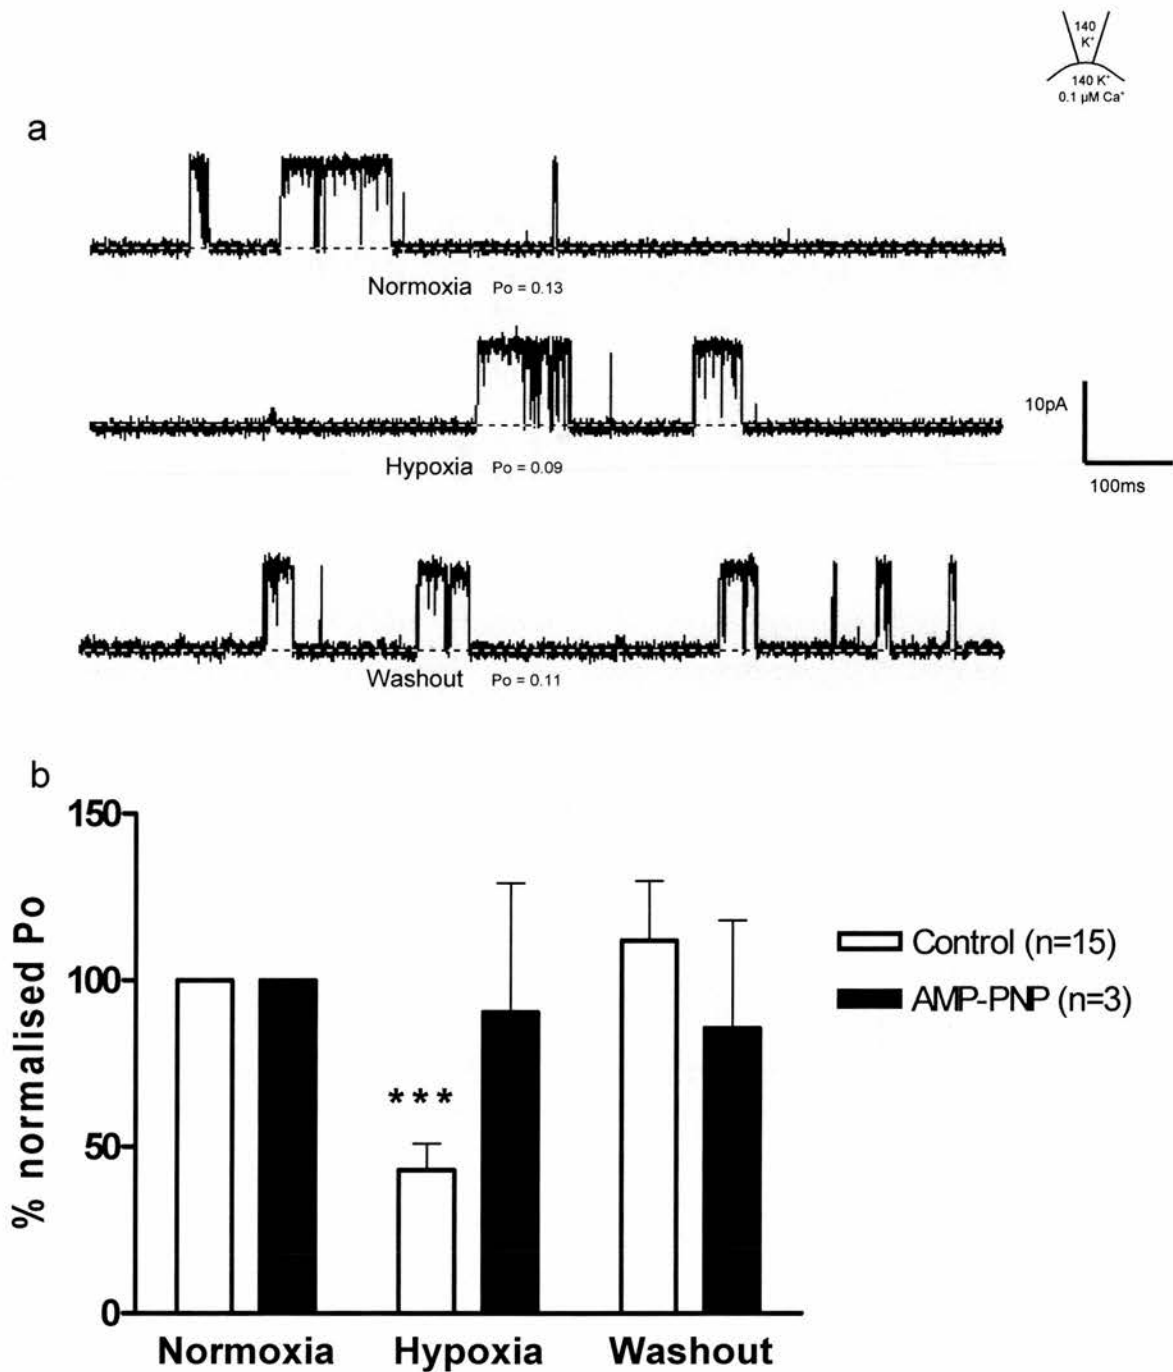 140
K⁺
140 K⁺
0.1 µM Ca⁺
a
Normoxia Po = 0.13
10pA
Hypoxia Po = 0.09
100ms
Washout Po = 0.11
b
150
100
50
0
% normalised Po
***
Control (n=15)
AMP-PNP (n=3)
Normoxia Hypoxia Washout